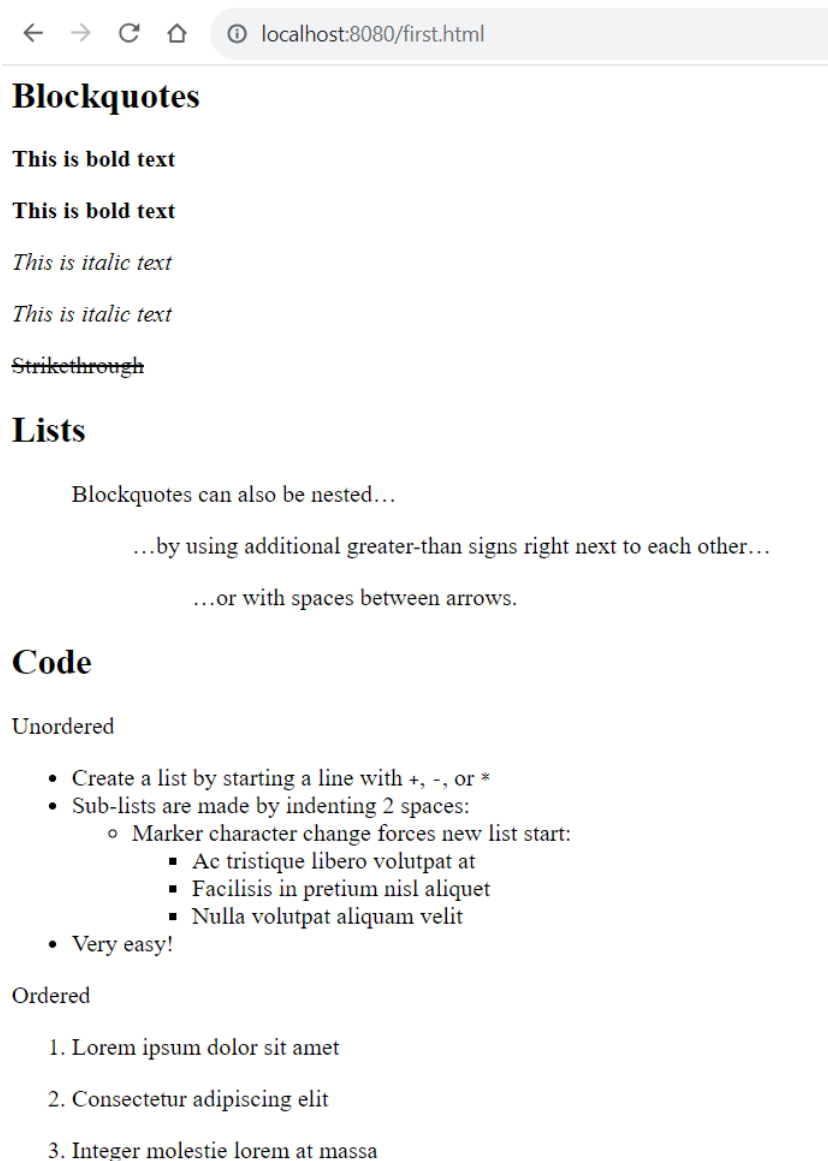 localhost:8080/first.html
Blockquotes
This is bold text
This is bold text
This is italic text
This is italic text
Strikethrough
Lists
Blockquotes can also be nested…
…by using additional greater-than signs right next to each other…
…or with spaces between arrows.
Code
Unordered
• Create a list by starting a line with +, -, or *
• Sub-lists are made by indenting 2 spaces:
◦ Marker character change forces new list start:
▪ Ac tristique libero volutpat at
▪ Facilisis in pretium nisl aliquet
▪ Nulla volutpat aliquam velit
• Very easy!
Ordered
1. Lorem ipsum dolor sit amet
2. Consectetur adipiscing elit
3. Integer molestie lorem at massa